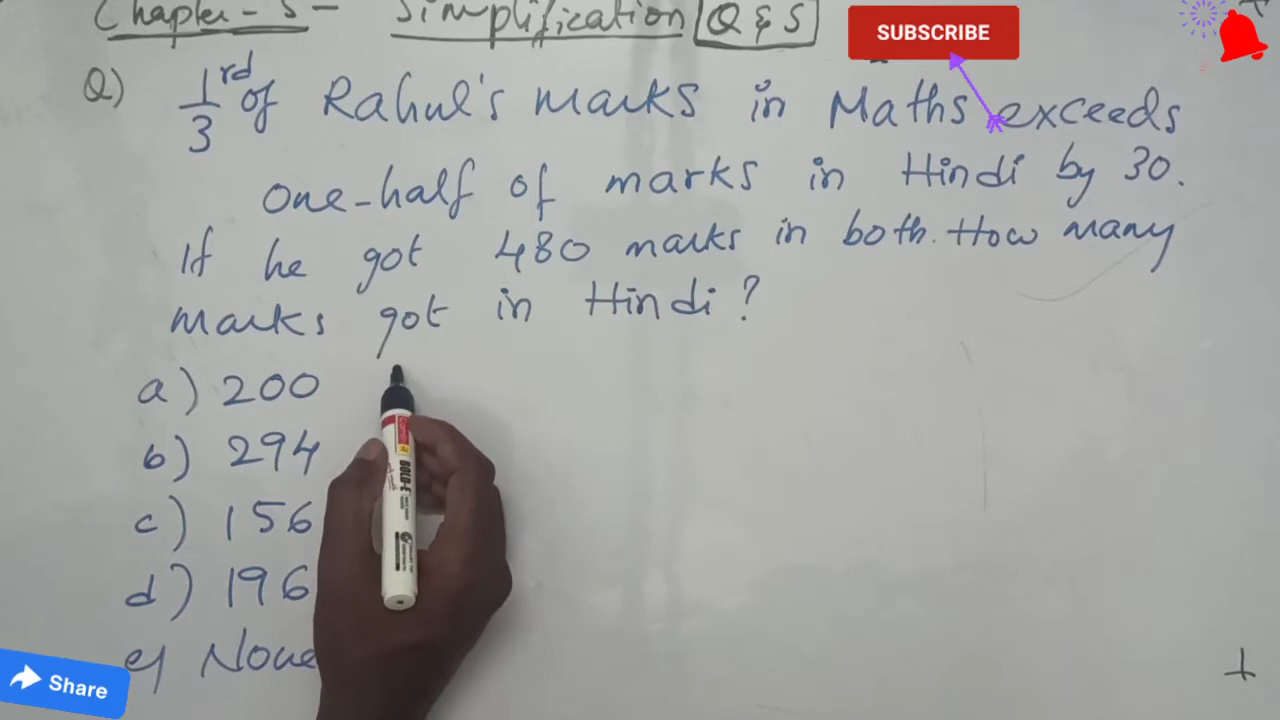 Chapter-5- Simplification Q & S
SUBSCRIBE
Q) 1/3 rd of Rahul's marks in Maths exceeds
one-half of marks in Hindi by 30.
If he got 480 marks in both. How many
marks got in Hindi?
a) 200
b) 294
c) 156
d) 196
e) None
Share